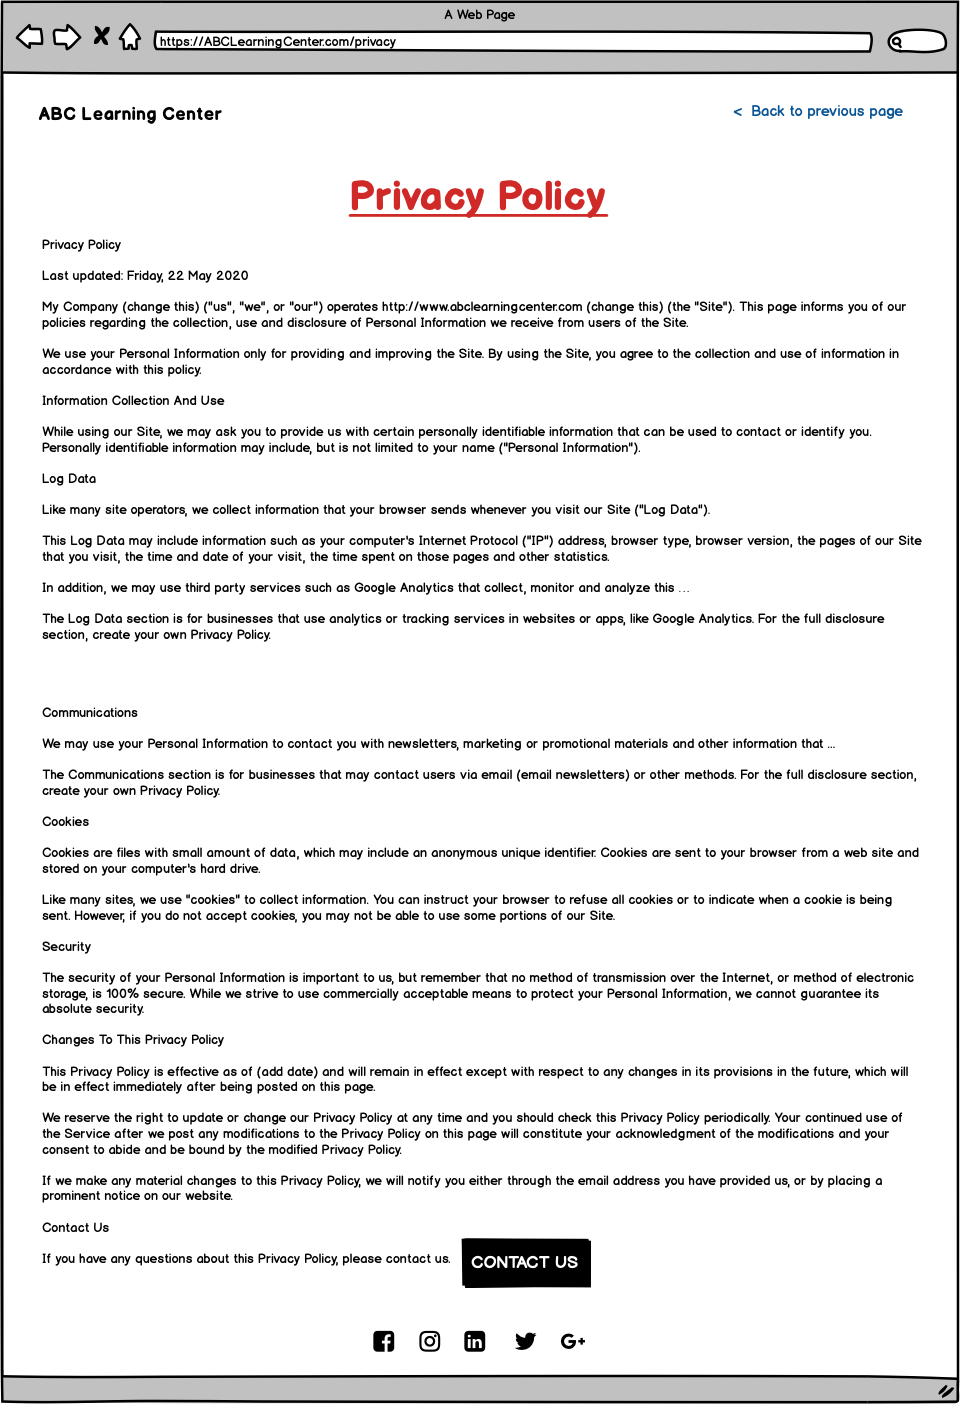 A Web Page
https://ABCLearningCenter.com/privacy
ABC Learning Center
< Back to previous page
Privacy Policy
Privacy Policy
Last updated: Friday, 22 May 2020
My Company (change this) ("us", "we", or "our") operates http://www.abclearningcenter.com (change this) (the "Site"). This page informs you of our
policies regarding the collection, use and disclosure of Personal Information we receive from users of the Site.
We use your Personal Information only for providing and improving the Site. By using the Site, you agree to the collection and use of information in
accordance with this policy.
Information Collection And Use
While using our Site, we may ask you to provide us with certain personally identifiable information that can be used to contact or identify you.
Personally identifiable information may include, but is not limited to your name ("Personal Information").
Log Data
Like many site operators, we collect information that your browser sends whenever you visit our Site ("Log Data").
This Log Data may include information such as your computer's Internet Protocol ("IP") address, browser type, browser version, the pages of our Site
that you visit, the time and date of your visit, the time spent on those pages and other statistics.
In addition, we may use third party services such as Google Analytics that collect, monitor and analyze this …
The Log Data section is for businesses that use analytics or tracking services in websites or apps, like Google Analytics. For the full disclosure
section, create your own Privacy Policy.
Communications
We may use your Personal Information to contact you with newsletters, marketing or promotional materials and other information that ...
The Communications section is for businesses that may contact users via email (email newsletters) or other methods. For the full disclosure section,
create your own Privacy Policy.
Cookies
Cookies are files with small amount of data, which may include an anonymous unique identifier. Cookies are sent to your browser from a web site and
stored on your computer's hard drive.
Like many sites, we use "cookies" to collect information. You can instruct your browser to refuse all cookies or to indicate when a cookie is being
sent. However, if you do not accept cookies, you may not be able to use some portions of our Site.
Security
The security of your Personal Information is important to us, but remember that no method of transmission over the Internet, or method of electronic
storage, is 100% secure. While we strive to use commercially acceptable means to protect your Personal Information, we cannot guarantee its
absolute security.
Changes To This Privacy Policy
This Privacy Policy is effective as of (add date) and will remain in effect except with respect to any changes in its provisions in the future, which will
be in effect immediately after being posted on this page.
We reserve the right to update or change our Privacy Policy at any time and you should check this Privacy Policy periodically. Your continued use of
the Service after we post any modifications to the Privacy Policy on this page will constitute your acknowledgment of the modifications and your
consent to abide and be bound by the modified Privacy Policy.
If we make any material changes to this Privacy Policy, we will notify you either through the email address you have provided us, or by placing a
prominent notice on our website.
Contact Us
If you have any questions about this Privacy Policy, please contact us.
CONTACT US